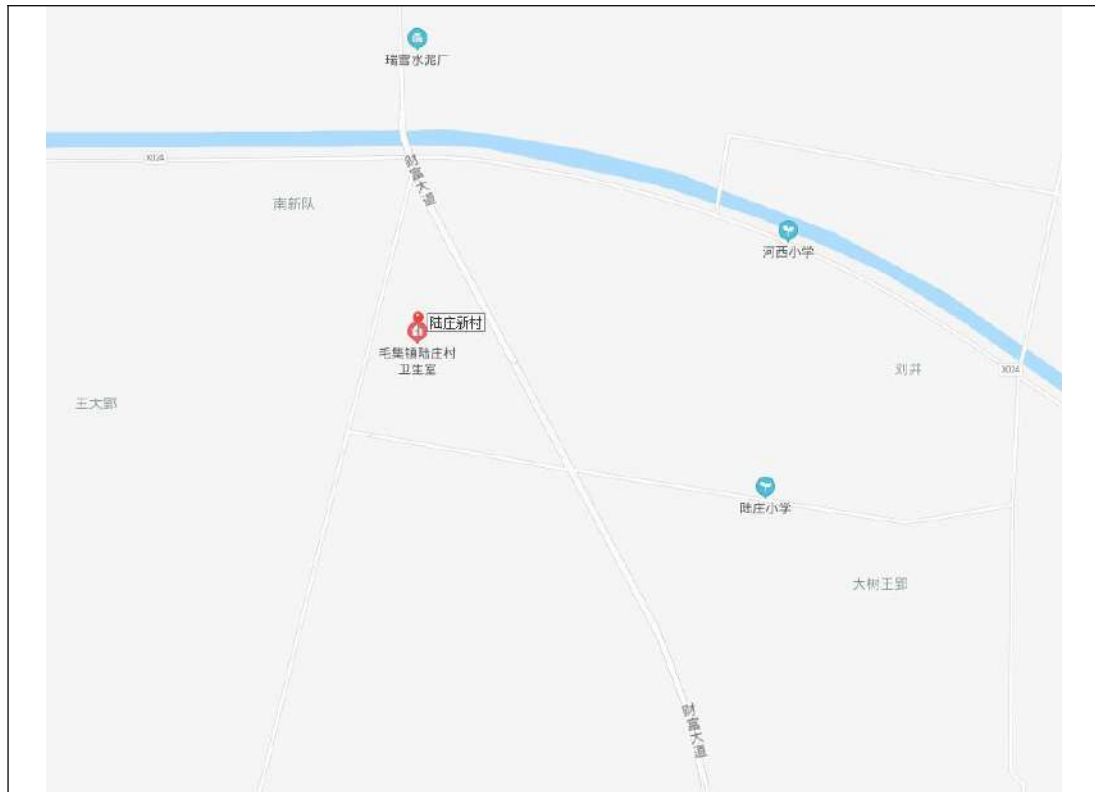 瑞雪水泥厂
X024
财富大道
南新队
河西小学
陆庄新村
毛集镇陆庄村
卫生室
刘井
X024
王大郢
陆庄小学
大树王郢
财富大道